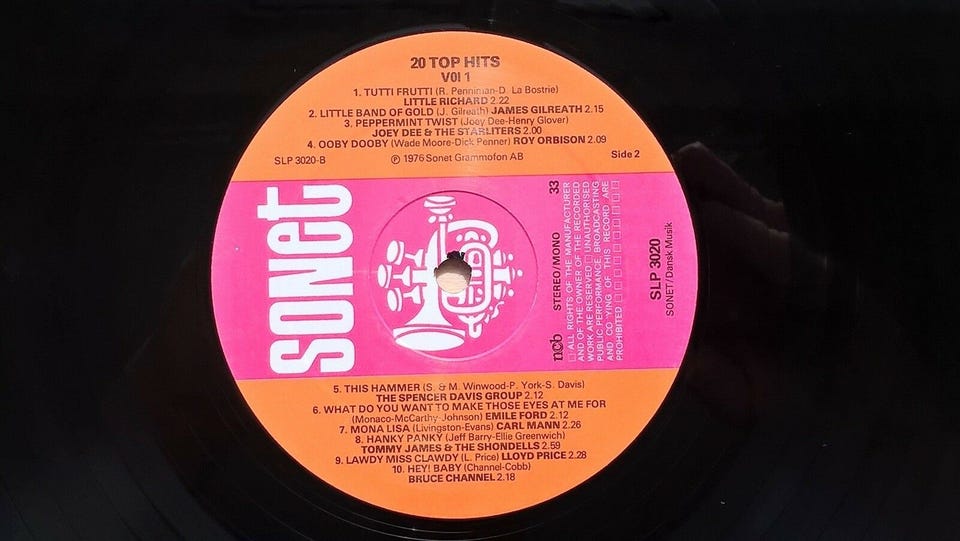 20 TOP HITS
VOl 1
1. TUTTI FRUTTI (R. Penniman-D. La Bostrie)
LITTLE RICHARD 2.22
2. LITTLE BAND OF GOLD (J. Gilreath) JAMES GILREATH 2.15
3. PEPPERMINT TWIST (Joey Dee-Henry Glover)
JOEY DEE & THE STARLITERS 2.00
4. OOBY DOOBY (Wade Moore-Dick Penner) ROY ORBISON 2.09
SLP 3020-B
℗ 1976 Sonet Grammofon AB
Side 2
sonet
ncb
STEREO/MONO
33
ALL RIGHTS OF THE MANUFACTURER
AND OF THE OWNER OF THE RECORDED
WORK ARE RESERVED UNAUTHORISED
PUBLIC PERFORMANCE, BROADCASTING
AND CO YING OF THIS RECORD ARE
PROHIBITED
SLP 3020
SONET/Dansk Musik
5. THIS HAMMER (S. & M. Winwood-P. York-S. Davis)
THE SPENCER DAVIS GROUP 2.12
6. WHAT DO YOU WANT TO MAKE THOSE EYES AT ME FOR
(Monaco-McCarthy-Johnson) EMILE FORD 2.12
7. MONA LISA (Livingston-Evans) CARL MANN 2.26
8. HANKY PANKY (Jeff Barry-Ellie Greenwich)
TOMMY JAMES & THE SHONDELLS 2.59
9. LAWDY MISS CLAWDY (L. Price) LLOYD PRICE 2.28
10. HEY! BABY (Channel-Cobb)
BRUCE CHANNEL 2.18